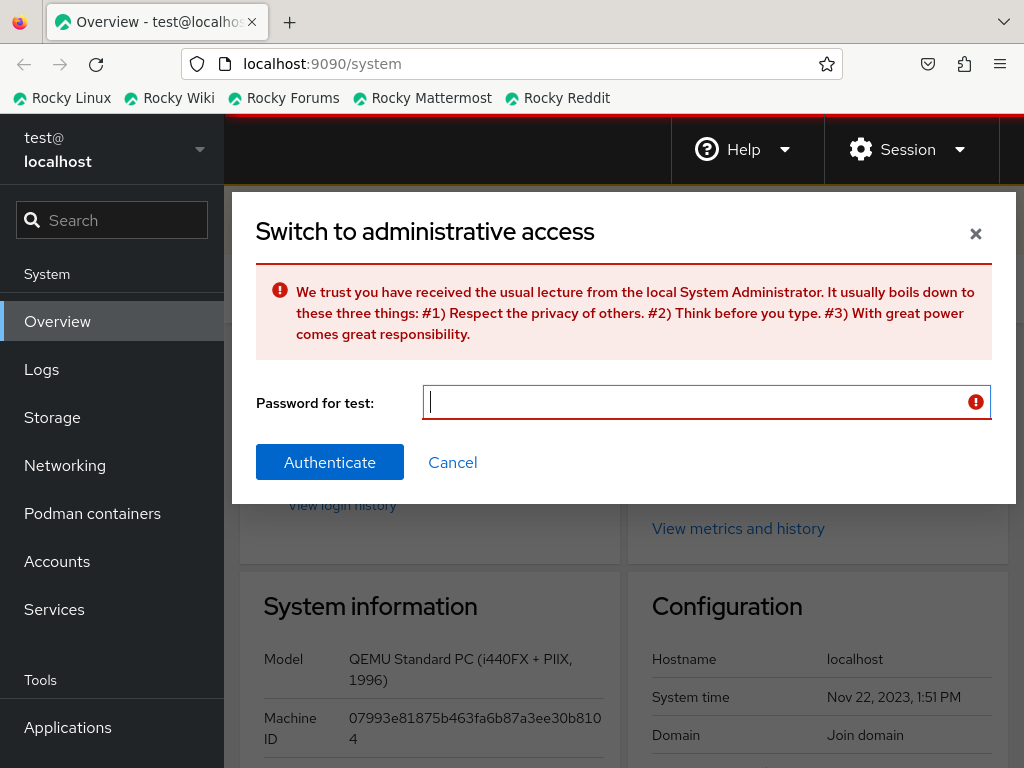 Overview - test@localhos
localhost:9090/system
Rocky Linux
Rocky Wiki
Rocky Forums
Rocky Mattermost
Rocky Reddit
test@
localhost
Help
Session
Search
System
Overview
Logs
Storage
Networking
Podman containers
Accounts
Services
Tools
Applications
Switch to administrative access
We trust you have received the usual lecture from the local System Administrator. It usually boils down to
these three things: #1) Respect the privacy of others. #2) Think before you type. #3) With great power
comes great responsibility.
Password for test:
Authenticate
Cancel
View login history
View metrics and history
System information
Model
QEMU Standard PC (i440FX + PIIX,
1996)
Machine
ID
07993e81875b463fa6b87a3ee30b810
4
Configuration
Hostname
localhost
System time
Nov 22, 2023, 1:51 PM
Domain
Join domain